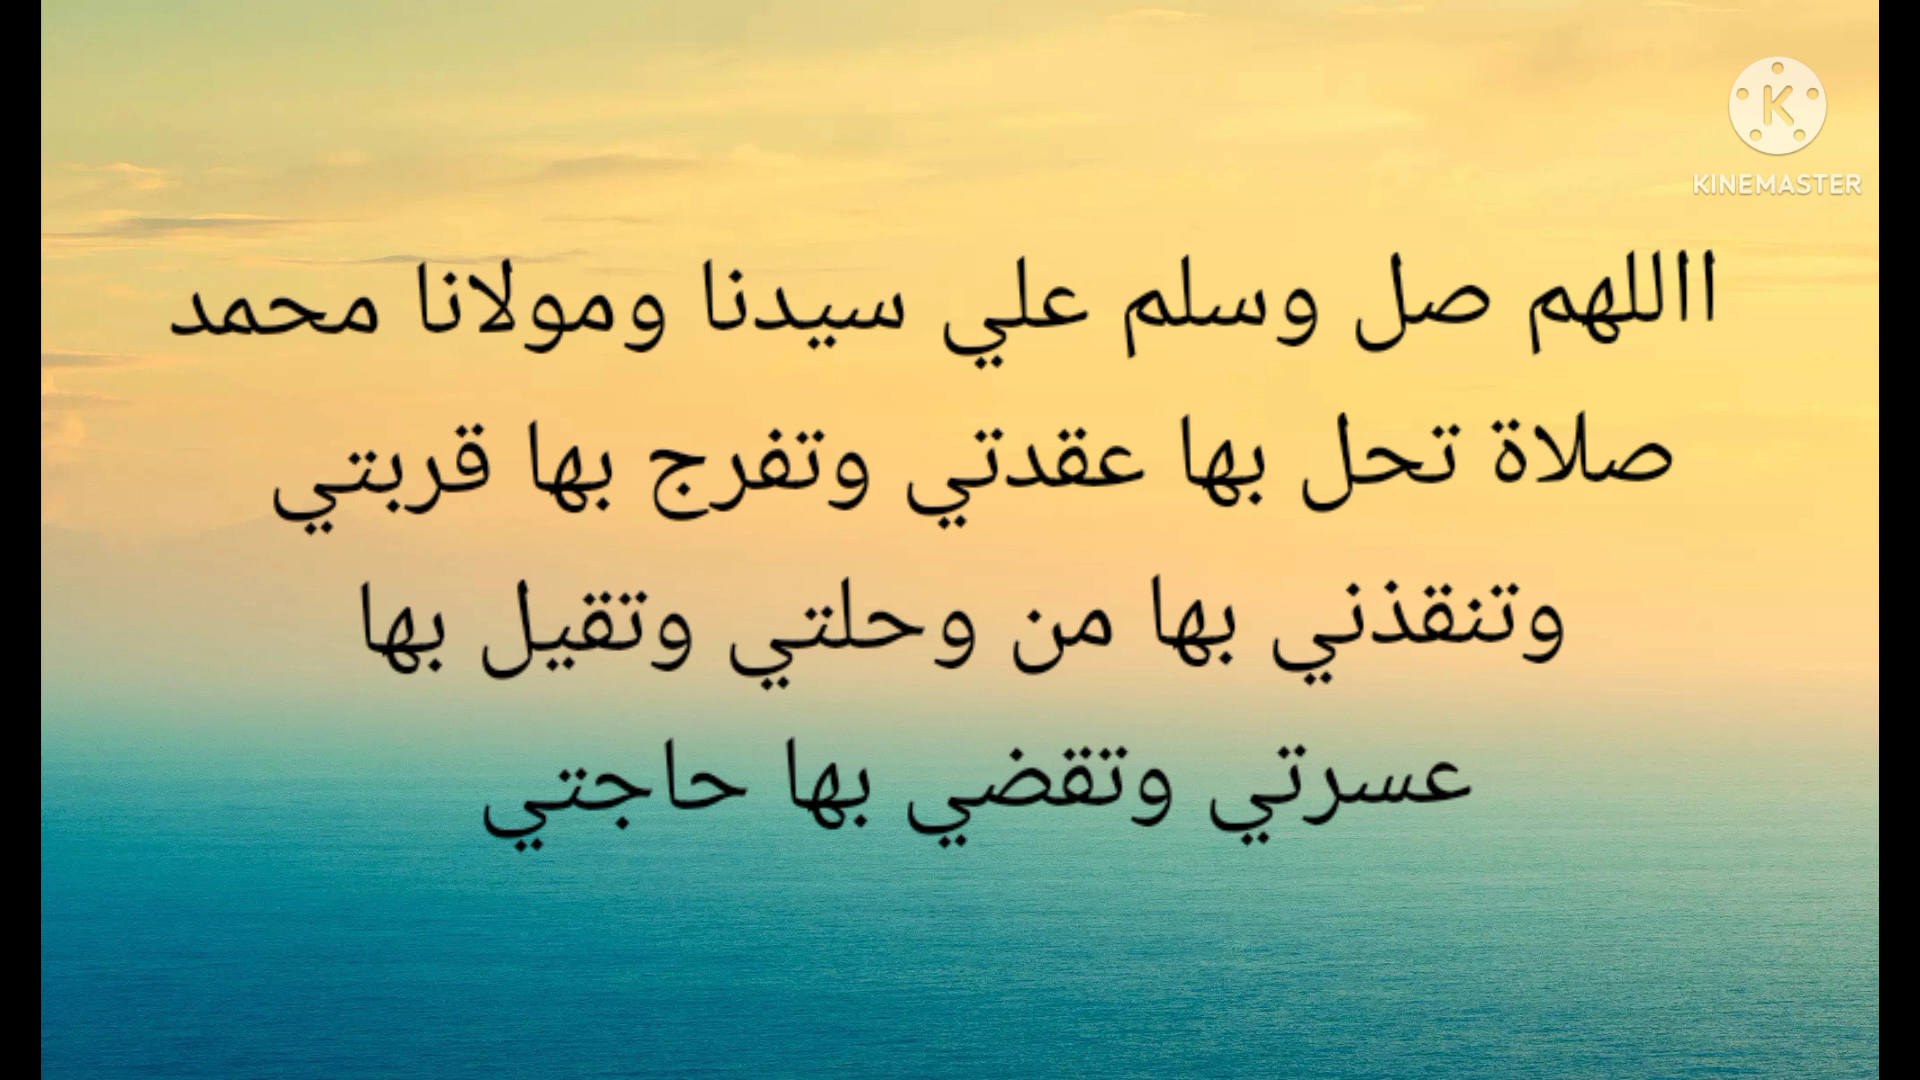 KINEMASTER
االلهم صل وسلم علي سيدنا ومولانا محمد
صلاة تحل بها عقدتي وتفرج بها قربتي
وتنقذني بها من وحلتي وتقيل بها
عسرتي وتقضي بها حاجتي